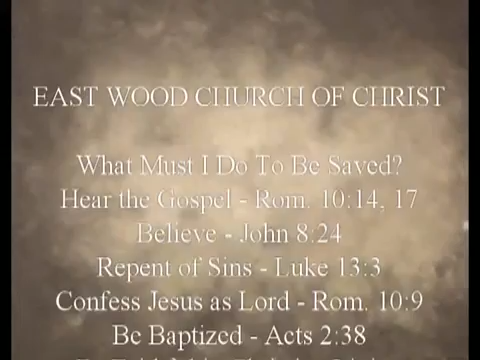 EAST WOOD CHURCH OF CHRIST
What Must I Do To Be Saved?
Hear the Gospel - Rom. 10:14, 17
Believe - John 8:24
Repent of Sins - Luke 13:3
Confess Jesus as Lord - Rom. 10:9
Be Baptized - Acts 2:38